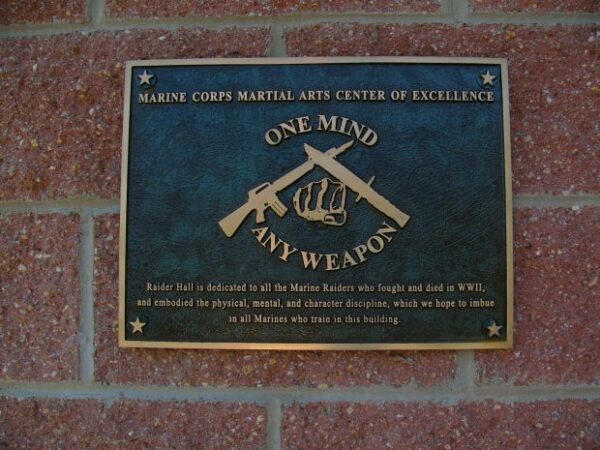 MARINE CORPS MARTIAL ARTS CENTER OF EXCELLENCE
ONE MIND
ANY WEAPON
Raider Hall is dedicated to all the Marine Raiders who fought and died in WWII,
and embodied the physical, mental, and character discipline, which we hope to imbue
in all Marines who train in this building.